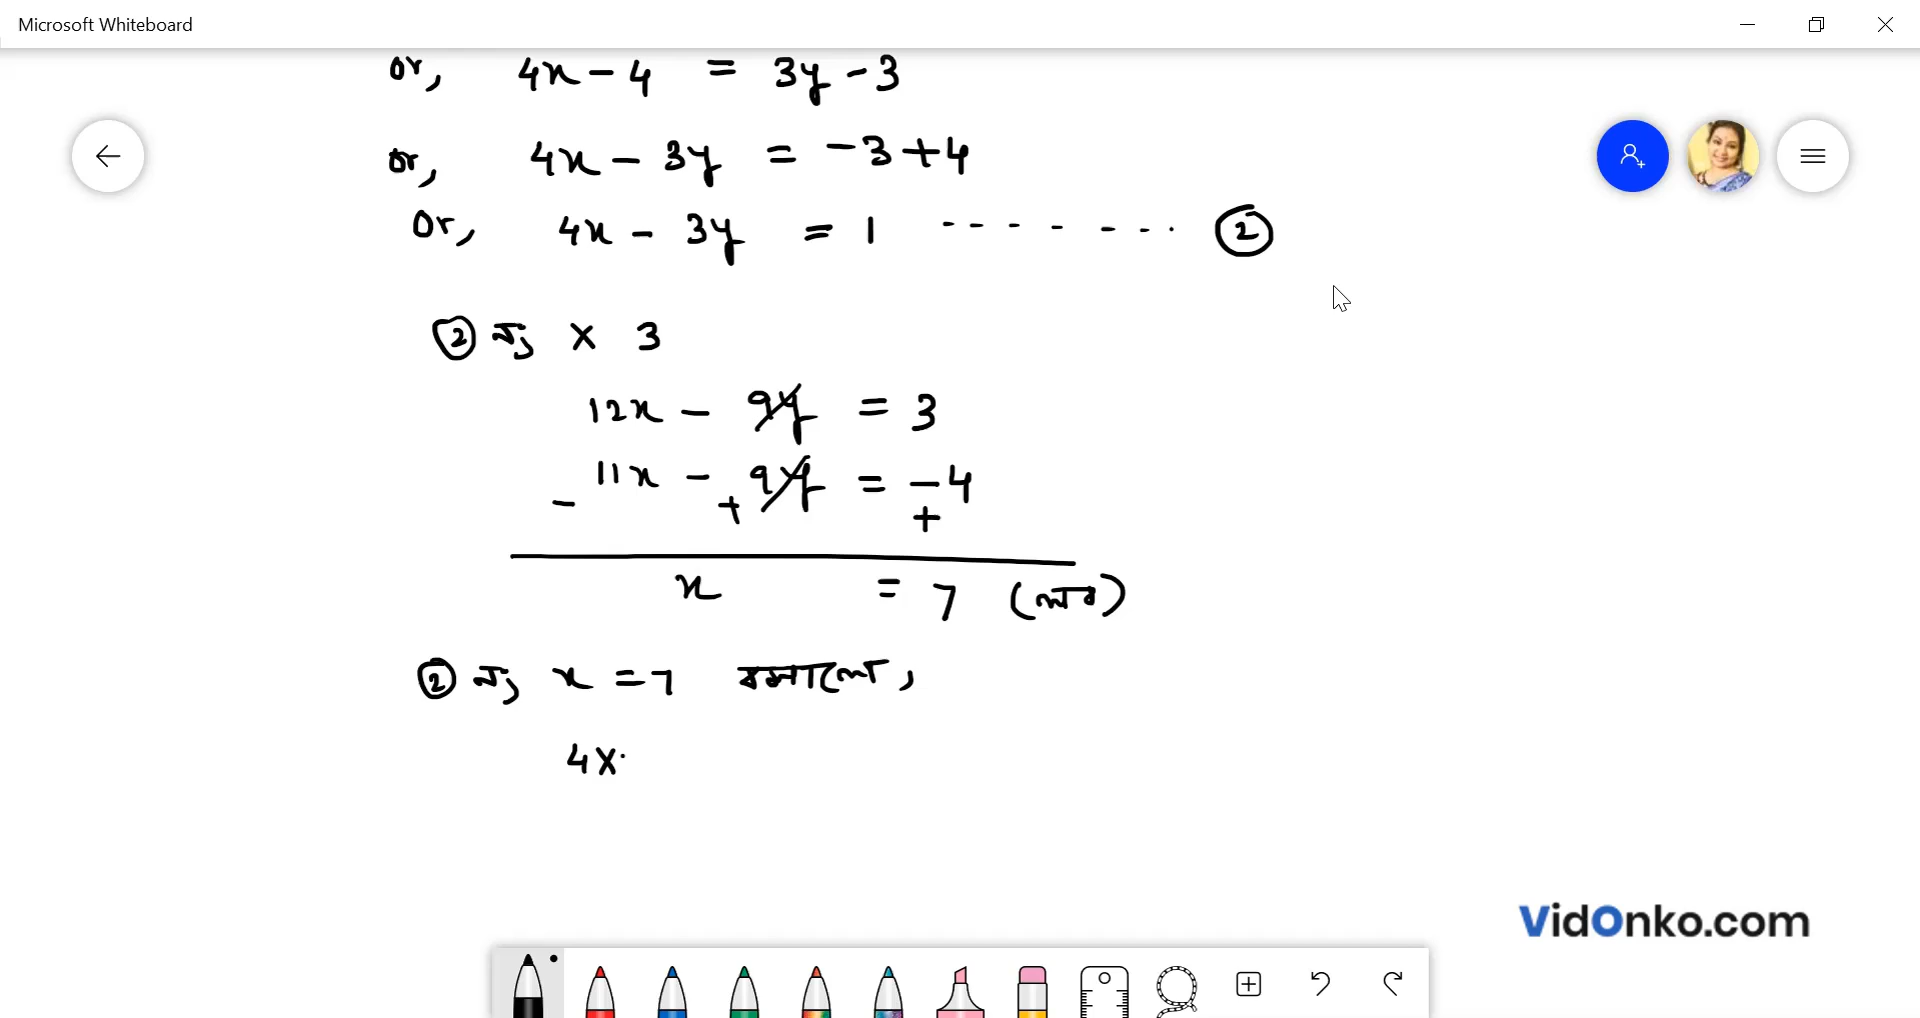 Microsoft Whiteboard
or, 4x - 4 = 3y - 3
or, 4x - 3y = -3 + 4
or, 4x - 3y = 1 ------- ②
② নং × 3
12x - 9y = 3
11x - 9y = -4
- + +
x = 7 (লব)
② নং x = 7 বসালে,
4×
VidOnko.com